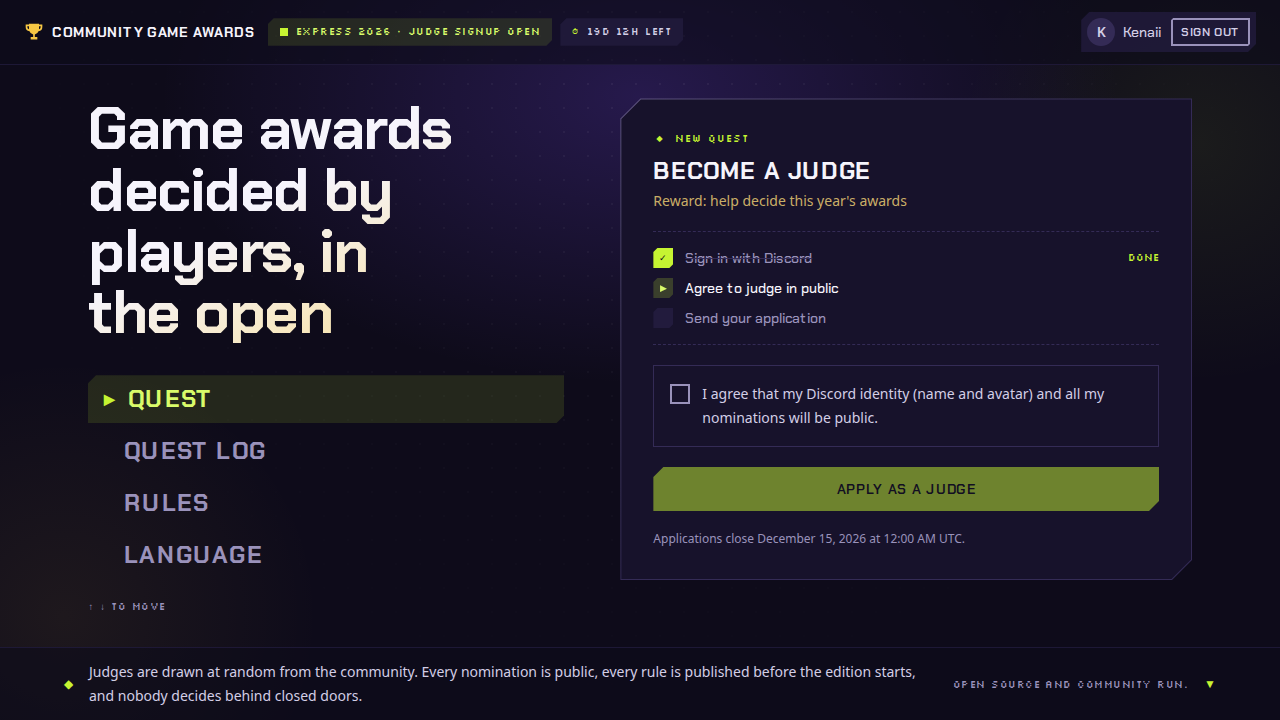 COMMUNITY GAME AWARDS
EXPRESS 2026 · JUDGE SIGNUP OPEN
19D 12H LEFT
K
Kenaii
SIGN OUT
Game awards
decided by
players, in
the open
▶ QUEST
QUEST LOG
RULES
LANGUAGE
↑ ↓ TO MOVE
◆ NEW QUEST
BECOME A JUDGE
Reward: help decide this year's awards
✓ Sign in with Discord DONE
▶ Agree to judge in public
Send your application
I agree that my Discord identity (name and avatar) and all my
nominations will be public.
APPLY AS A JUDGE
Applications close December 15, 2026 at 12:00 AM UTC.
◆ Judges are drawn at random from the community. Every nomination is public, every rule is published before the edition starts,
and nobody decides behind closed doors.
OPEN SOURCE AND COMMUNITY RUN. ▼